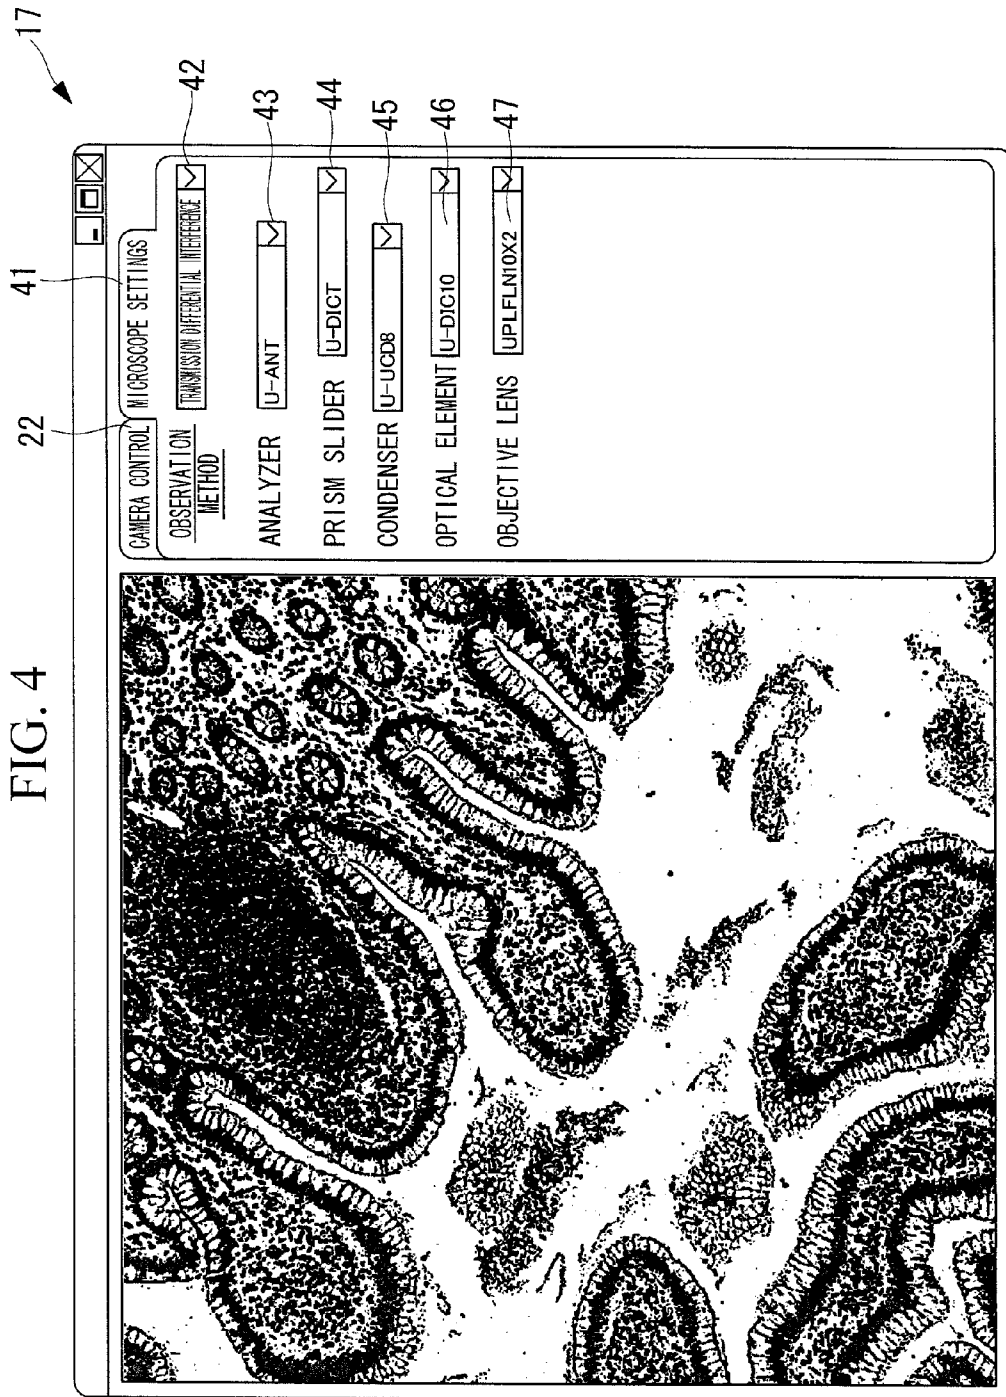 FIG. 4
17
22
41
CAMERA CONTROL
MICROSCOPE SETTINGS
OBSERVATION
METHOD
TRANSMISSION DIFFERENTIAL INTERFERENCE
42
ANALYZER
U-ANT
43
PRISM SLIDER
U-DICT
44
CONDENSER
U-UCD8
45
OPTICAL ELEMENT
U-DIC10
46
OBJECTIVE LENS
UPLFLN10X2
47